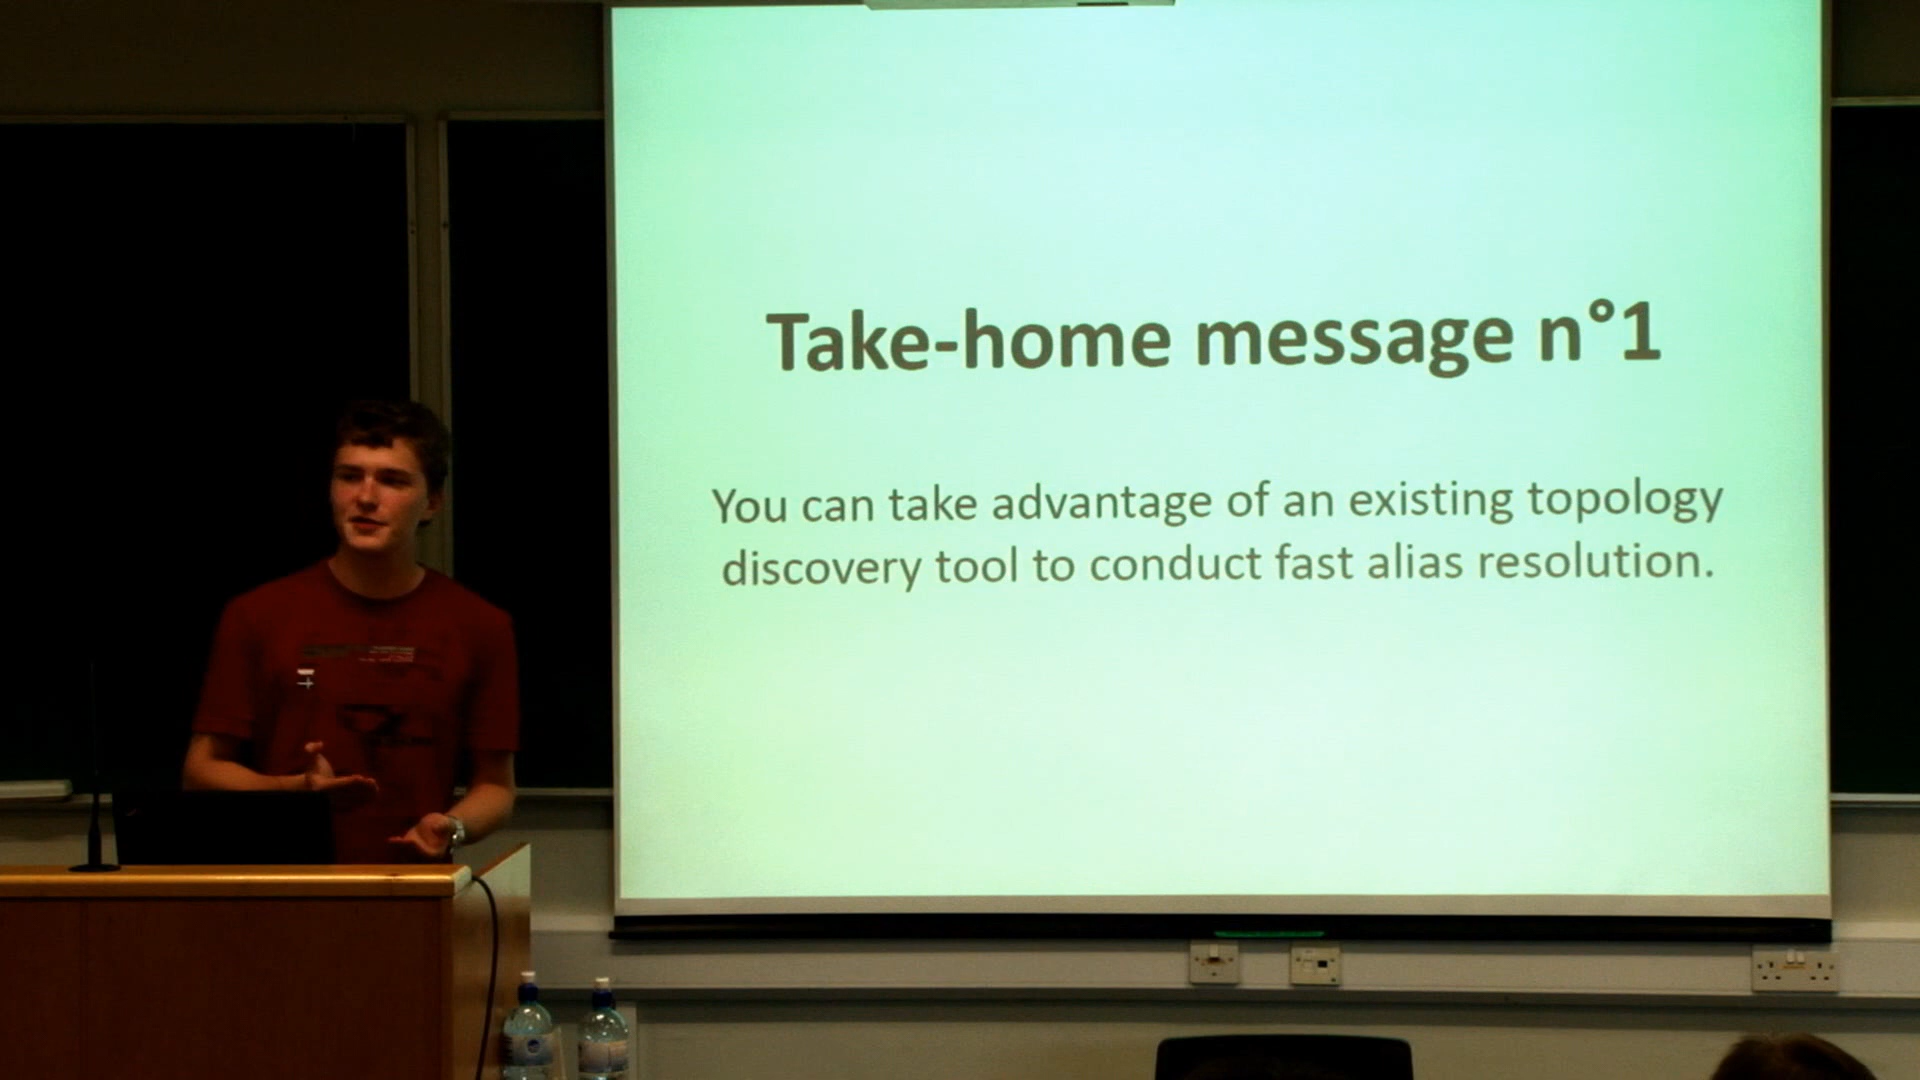 Take-home message n°1
You can take advantage of an existing topology
discovery tool to conduct fast alias resolution.